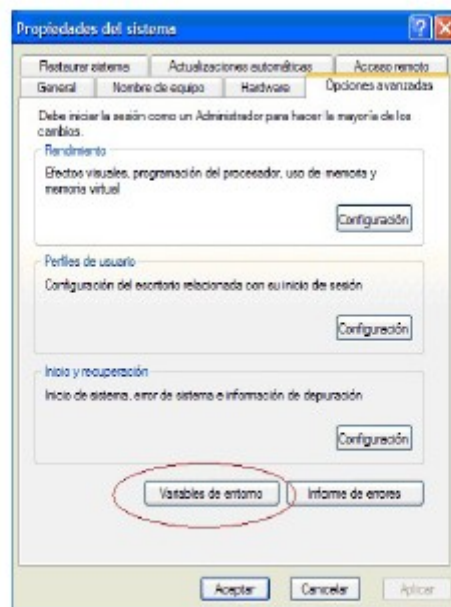 Propiedades del sistema
Restaurar sistema Actualizaciones automáticas Acceso remoto
General Nombre de equipo Hardware Opciones avanzadas
Debe iniciar la sesión como un Administrador para hacer la mayoría de los
cambios.
Rendimiento
Efectos visuales, programación del procesador, uso de memoria y
memoria virtual
Configuración
Perfiles de usuario
Configuración del escritorio relacionada con su inicio de sesión
Configuración
Inicio y recuperación
Inicio de sistema, error de sistema e información de depuración
Configuración
Variables de entorno Informe de errores
Aceptar Cancelar Aplicar